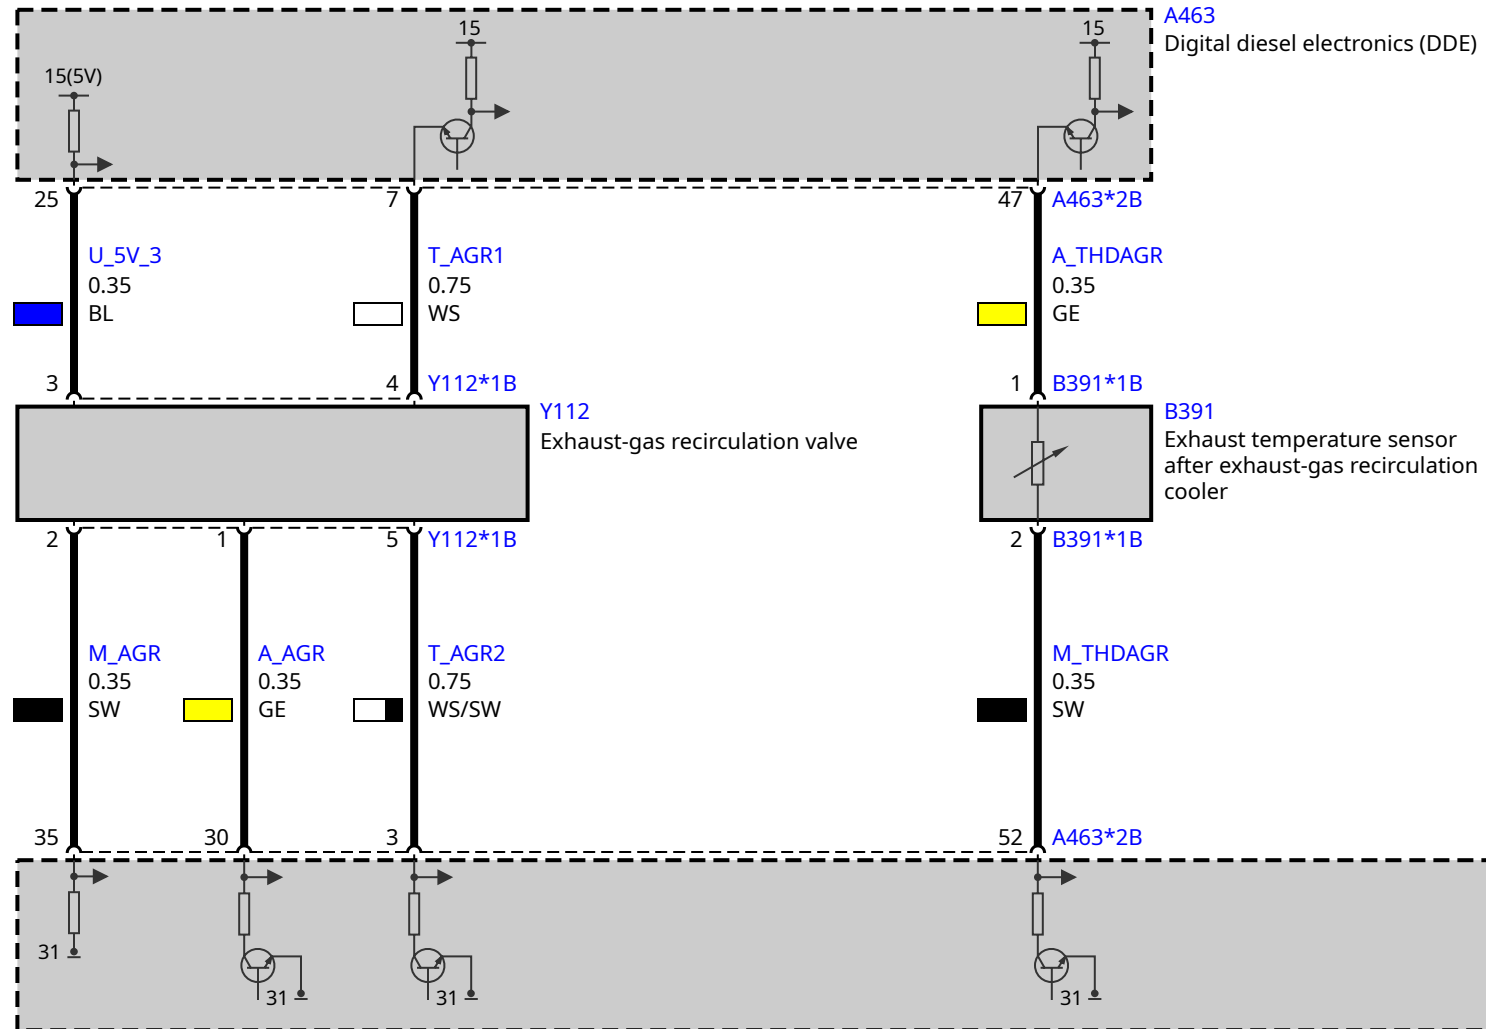 A463
Digital diesel electronics (DDE)
15
15
15(5V)
25
7
47
A463*2B
U_5V_3
0.35
BL
T_AGR1
0.75
WS
A_THDAGR
0.35
GE
3
4
Y112*1B
1
B391*1B
Y112
Exhaust-gas recirculation valve
B391
Exhaust temperature sensor
after exhaust-gas recirculation
cooler
2
1
5
Y112*1B
2
B391*1B
M_AGR
0.35
SW
A_AGR
0.35
GE
T_AGR2
0.75
WS/SW
M_THDAGR
0.35
SW
35
30
3
52
A463*2B
31
31
31
31